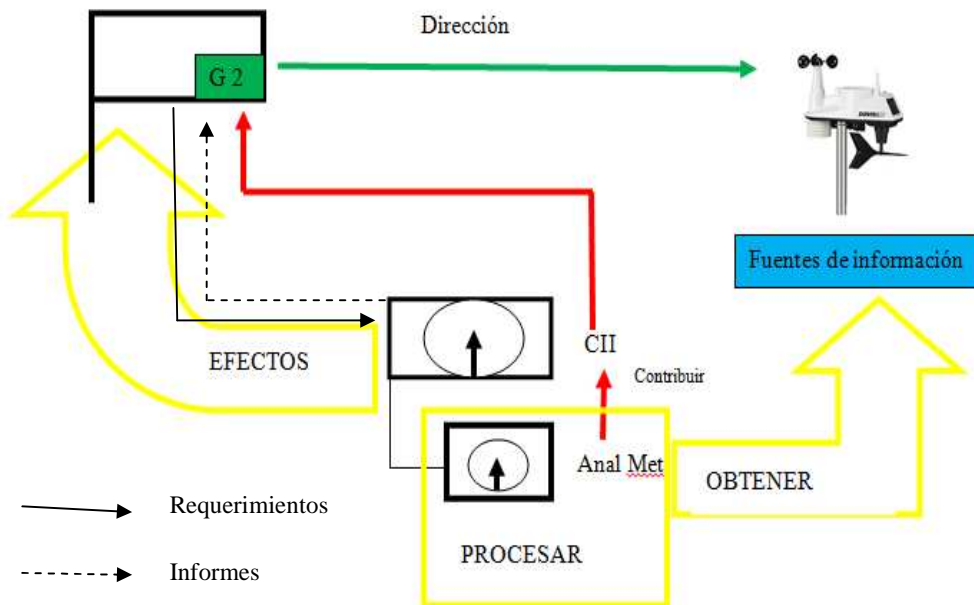 Dirección
G 2
Fuentes de información
CII
EFECTOS
Contribuir
Anal Met
OBTENER
Requerimientos
PROCESAR
Informes